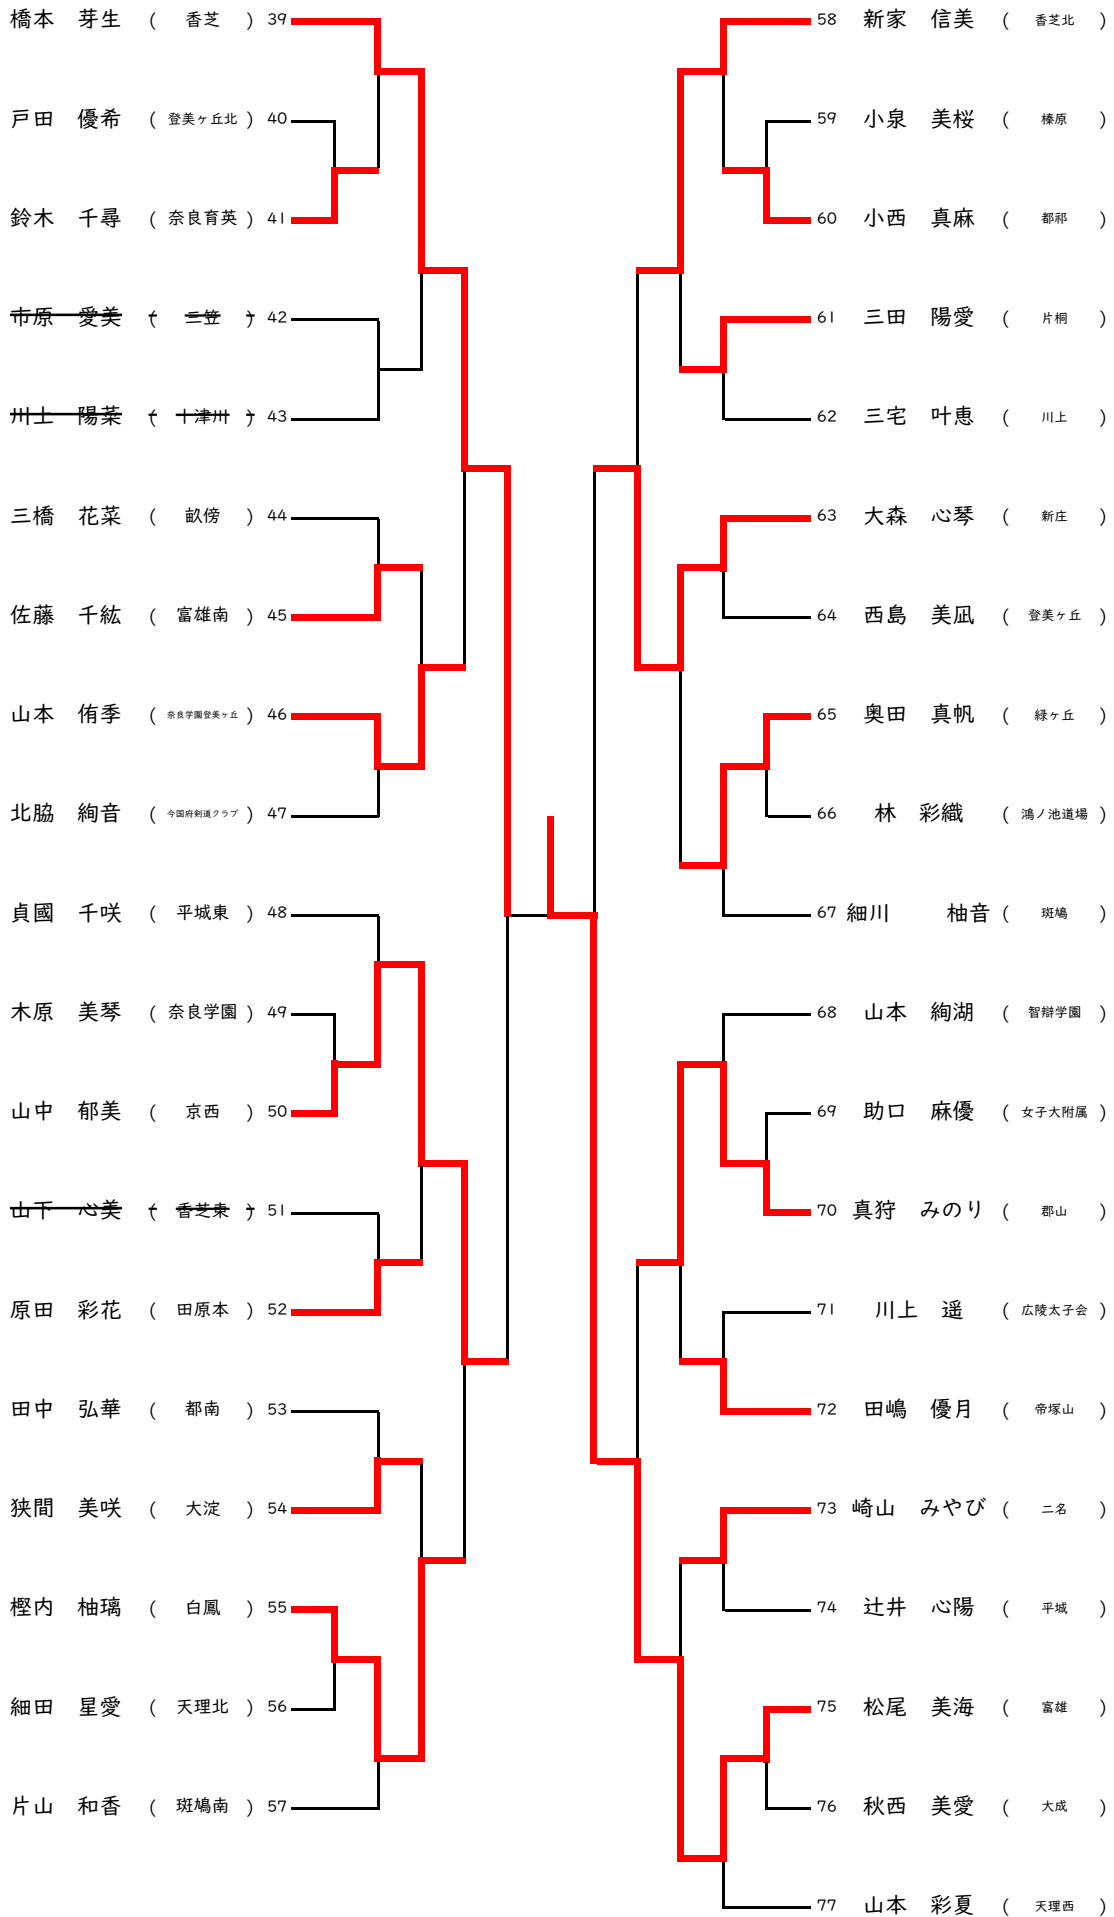 橋本　芽生 ( 香芝 ) 39
戸田　優希 ( 登美ヶ丘北 ) 40
鈴木　千尋 ( 奈良育英 ) 41
市原　愛美 ( 三笠 ) 42
川上　陽菜 ( 十津川 ) 43
三橋　花菜 ( 畝傍 ) 44
佐藤　千紘 ( 富雄南 ) 45
山本　侑季 ( 奈良学園登美ヶ丘 ) 46
北脇　絢音 ( 今国府剣道クラブ ) 47
貞國　千咲 ( 平城東 ) 48
木原　美琴 ( 奈良学園 ) 49
山中　郁美 ( 京西 ) 50
山下　心美 ( 香芝東 ) 51
原田　彩花 ( 田原本 ) 52
田中　弘華 ( 都南 ) 53
狭間　美咲 ( 大淀 ) 54
樫内　柚璃 ( 白鳳 ) 55
細田　星愛 ( 天理北 ) 56
片山　和香 ( 斑鳩南 ) 57
58 新家　信美 ( 香芝北 )
59 小泉　美桜 ( 榛原 )
60 小西　真麻 ( 都祁 )
61 三田　陽愛 ( 片桐 )
62 三宅　叶恵 ( 川上 )
63 大森　心琴 ( 新庄 )
64 西島　美凪 ( 登美ヶ丘 )
65 奥田　真帆 ( 緑ヶ丘 )
66 林　彩織 ( 鴻ノ池道場 )
67 細川　柚音 ( 斑鳩 )
68 山本　絢湖 ( 智辯学園 )
69 助口　麻優 ( 女子大附属 )
70 真狩　みのり ( 郡山 )
71 川上　遥 ( 広陵太子会 )
72 田嶋　優月 ( 帝塚山 )
73 崎山　みやび ( 二名 )
74 辻井　心陽 ( 平城 )
75 松尾　美海 ( 富雄 )
76 秋西　美愛 ( 大成 )
77 山本　彩夏 ( 天理西 )